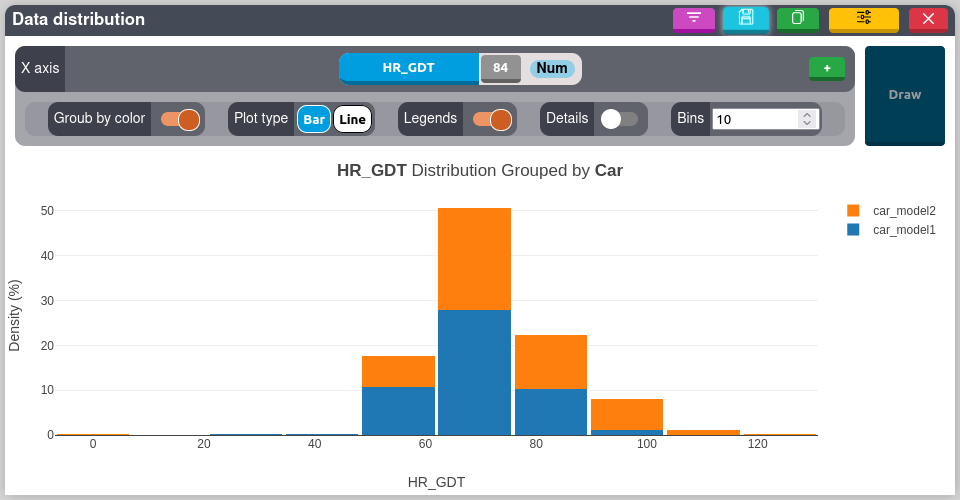 Data distribution
X axis
HR_GDT
84
Num
+
Draw
Groub by color
Plot type
Bar
Line
Legends
Details
Bins
10
HR_GDT Distribution Grouped by Car
50
40
30
20
10
0
Density (%)
0
20
40
60
80
100
120
HR_GDT
car_model2
car_model1